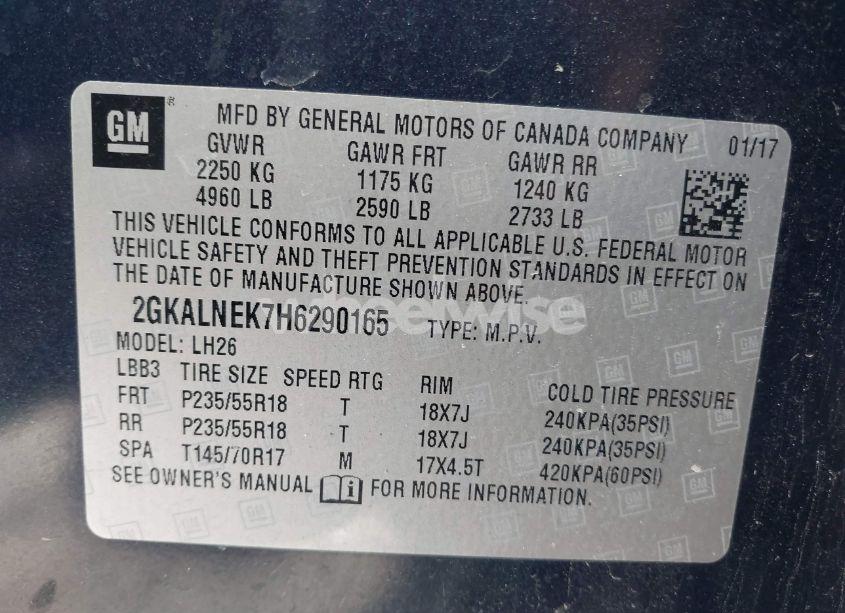 GM®
MFD BY GENERAL MOTORS OF CANADA COMPANY 01/17
GVWR GAWR FRT GAWR RR
2250 KG 1175 KG 1240 KG
4960 LB 2590 LB 2733 LB
THIS VEHICLE CONFORMS TO ALL APPLICABLE U.S. FEDERAL MOTOR
VEHICLE SAFETY AND THEFT PREVENTION STANDARDS IN EFFECT ON
THE DATE OF MANUFACTURE SHOWN ABOVE.
2GKALNEK7H6290165 TYPE: M.P.V.
MODEL: LH26
LBB3 TIRE SIZE SPEED RTG RIM COLD TIRE PRESSURE
FRT P235/55R18 T 18X7J 240KPA(35PSI)
RR P235/55R18 T 18X7J 240KPA(35PSI)
SPA T145/70R17 M 17X4.5T 420KPA(60PSI)
SEE OWNER'S MANUAL FOR MORE INFORMATION.